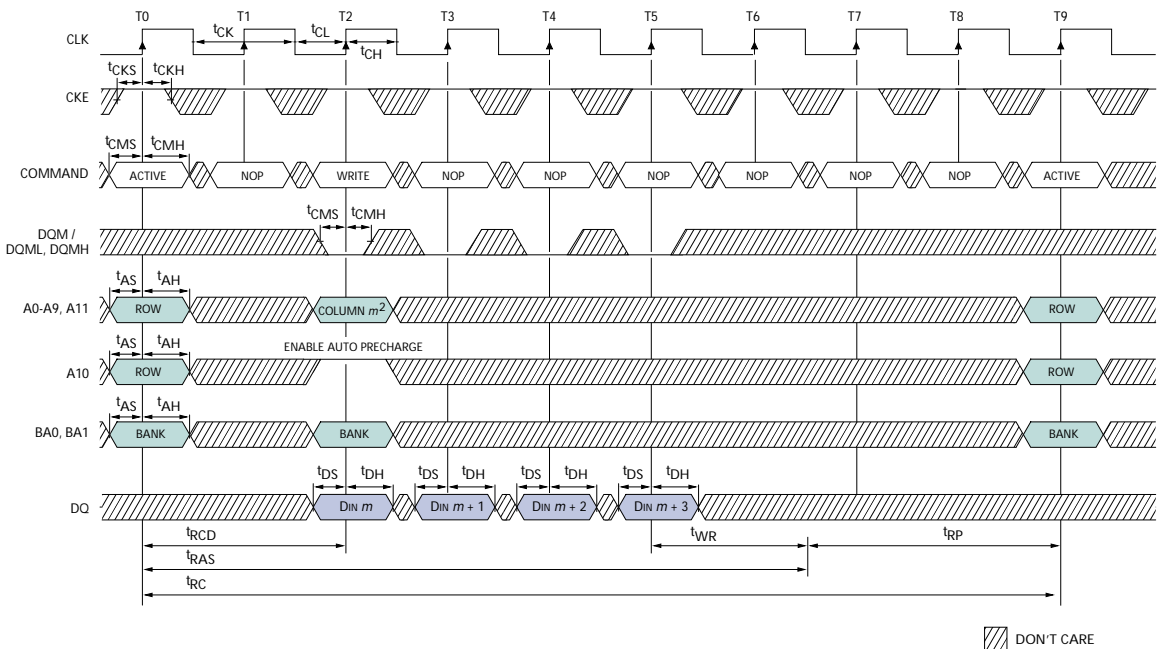 T0 T1 T2 T3 T4 T5 T6 T7 T8 T9
CLK
tCK tCL
tCH
tCKS tCKH
CKE
tCMS tCMH
COMMAND ACTIVE NOP WRITE NOP NOP NOP NOP NOP NOP ACTIVE
tCMS tCMH
DQM /
DQML, DQMH
tAS tAH
A0-A9, A11 ROW COLUMN m² ROW
ENABLE AUTO PRECHARGE
tAS tAH
A10 ROW ROW
tAS tAH
BA0, BA1 BANK BANK BANK
tDS tDH tDS tDH tDS tDH tDS tDH
DQ DIN m DIN m + 1 DIN m + 2 DIN m + 3
tRCD tWR tRP
tRAS
tRC
DON'T CARE